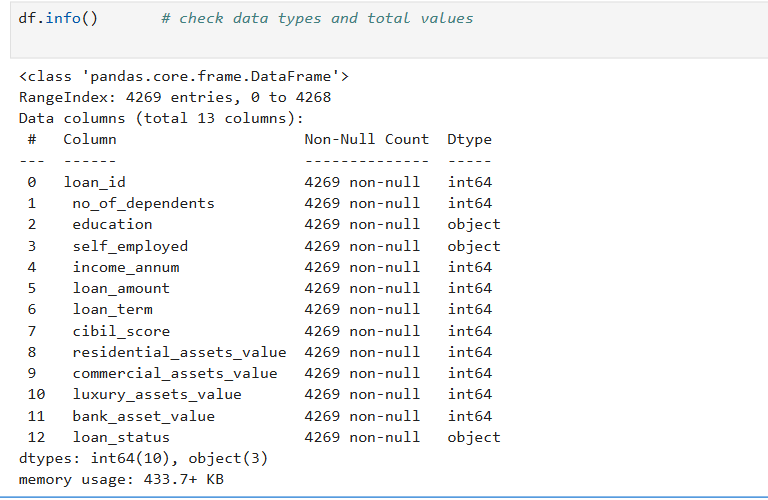 df.info()       # check data types and total values
<class 'pandas.core.frame.DataFrame'>
RangeIndex: 4269 entries, 0 to 4268
Data columns (total 13 columns):
 #   Column                     Non-Null Count  Dtype 
---  ------                     --------------  ----- 
 0   loan_id                    4269 non-null   int64 
 1    no_of_dependents          4269 non-null   int64 
 2    education                 4269 non-null   object
 3    self_employed             4269 non-null   object
 4    income_annum              4269 non-null   int64 
 5    loan_amount               4269 non-null   int64 
 6    loan_term                 4269 non-null   int64 
 7    cibil_score               4269 non-null   int64 
 8    residential_assets_value  4269 non-null   int64 
 9    commercial_assets_value   4269 non-null   int64 
 10   luxury_assets_value       4269 non-null   int64 
 11   bank_asset_value          4269 non-null   int64 
 12   loan_status               4269 non-null   object
dtypes: int64(10), object(3)
memory usage: 433.7+ KB